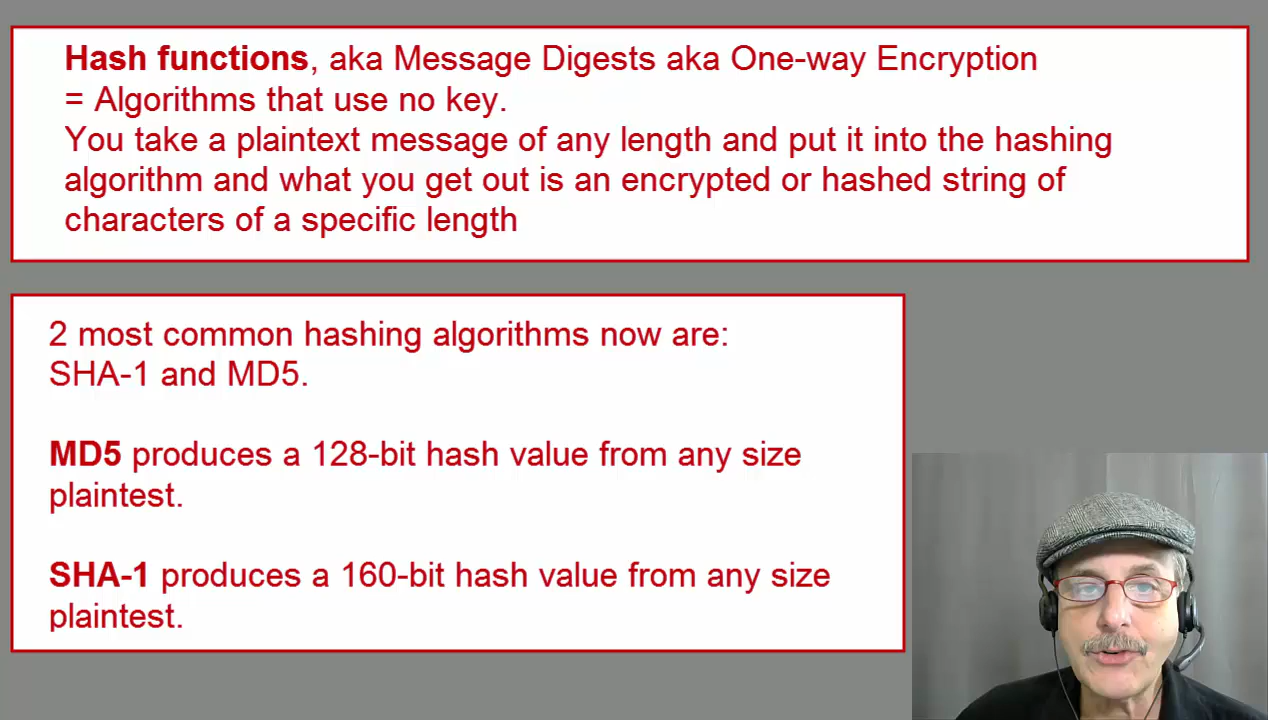 Hash functions, aka Message Digests aka One-way Encryption
= Algorithms that use no key.
You take a plaintext message of any length and put it into the hashing
algorithm and what you get out is an encrypted or hashed string of
characters of a specific length
2 most common hashing algorithms now are:
SHA-1 and MD5.
MD5 produces a 128-bit hash value from any size
plaintest.
SHA-1 produces a 160-bit hash value from any size
plaintest.